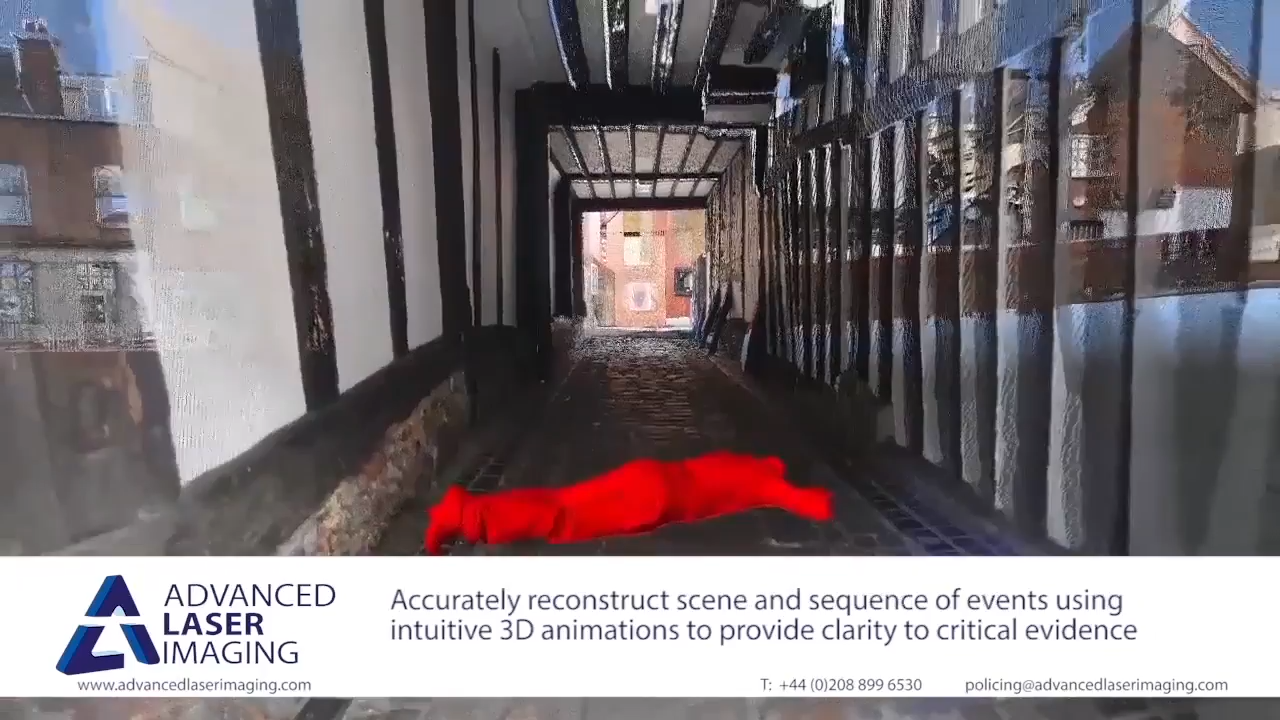 ADVANCED
LASER
IMAGING
www.advancedlaserimaging.com
Accurately reconstruct scene and sequence of events using
intuitive 3D animations to provide clarity to critical evidence
T: +44 (0)208 899 6530
policing@advancedlaserimaging.com